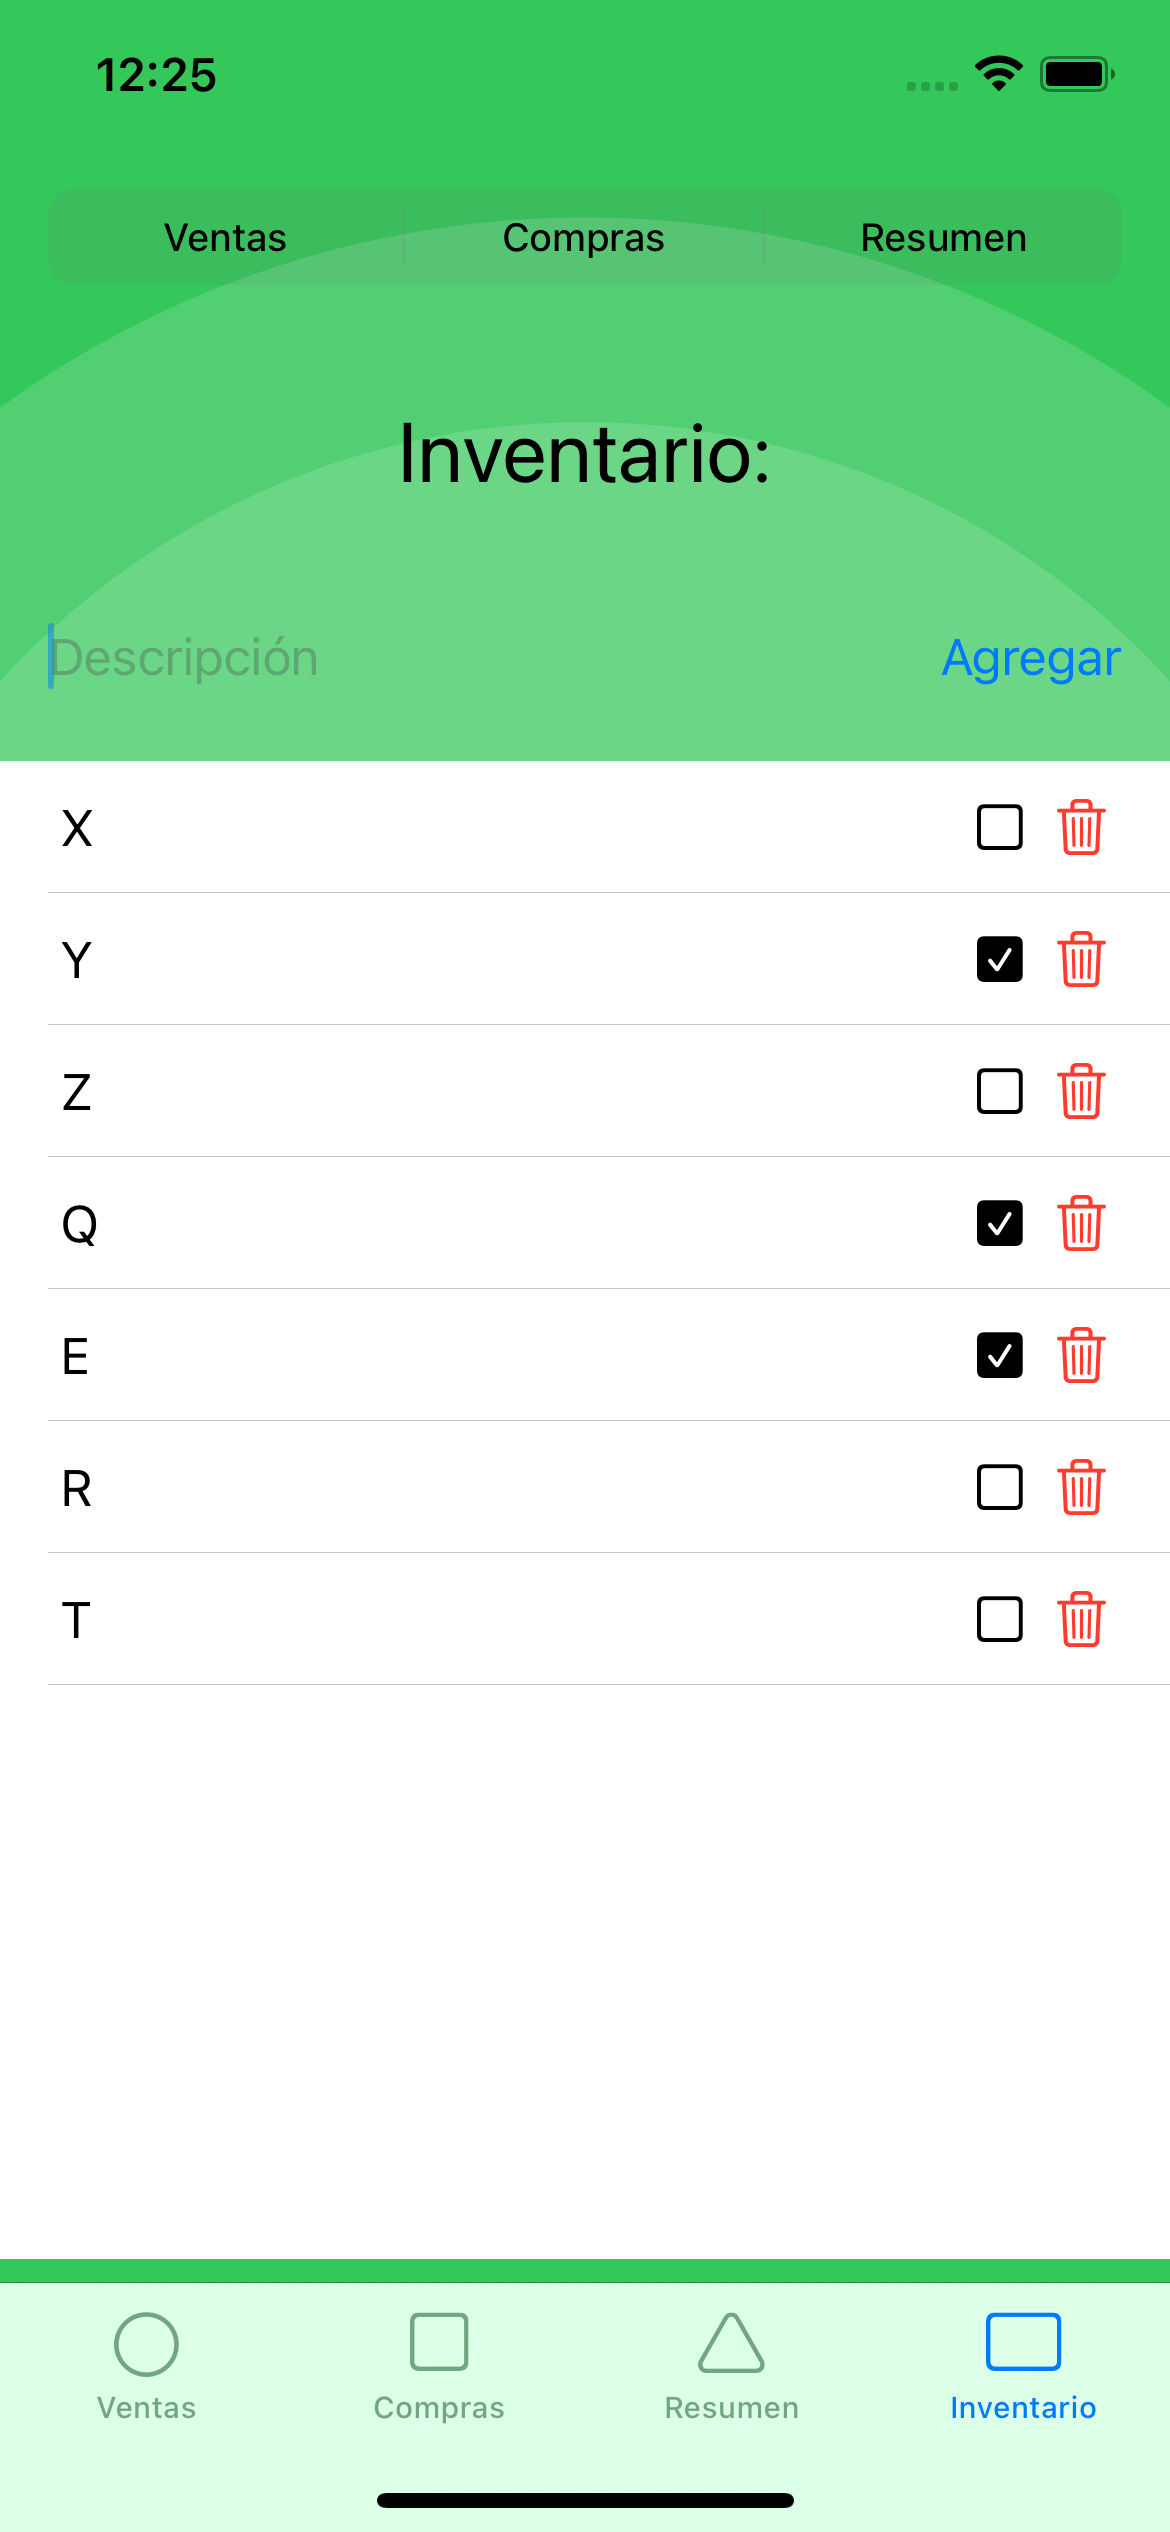 12:25
Ventas Compras Resumen
Inventario:
Descripción Agregar
X
Y
Z
Q
E
R
T
Ventas Compras Resumen Inventario